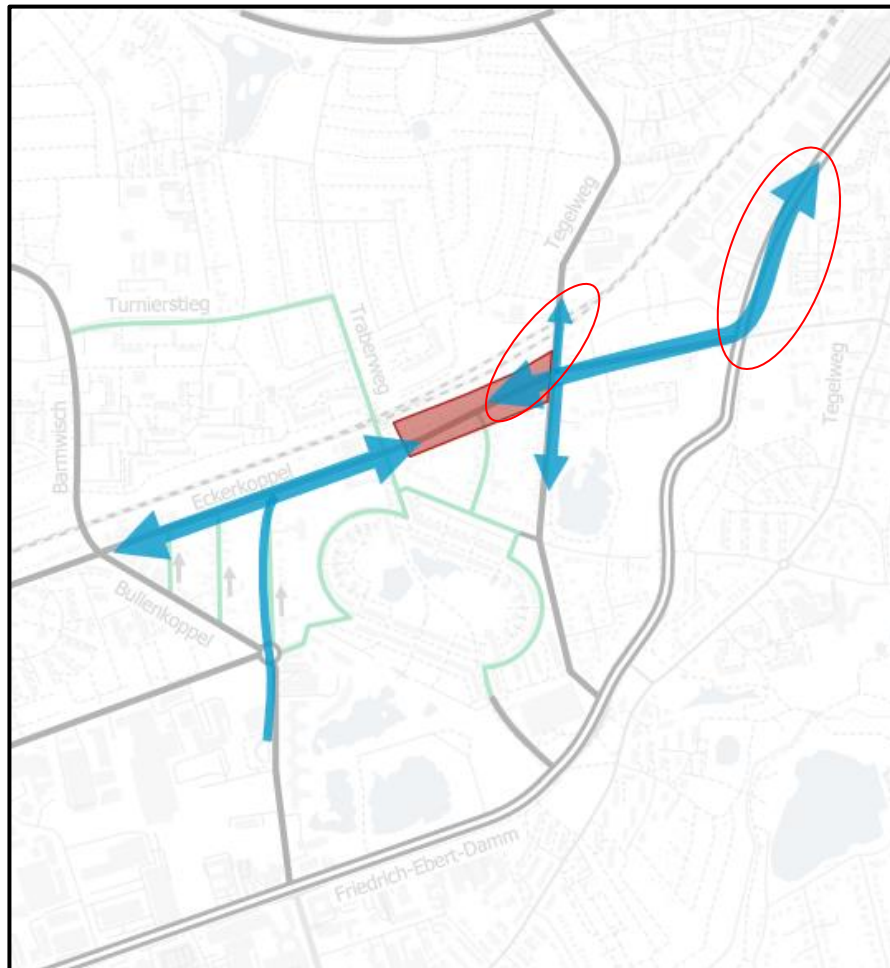 Tegelweg
Turnierstieg
Traberweg
Tegelweg
Barmwisch
Eckerkoppel
Bullenkoppel
Friedrich-Ebert-Damm